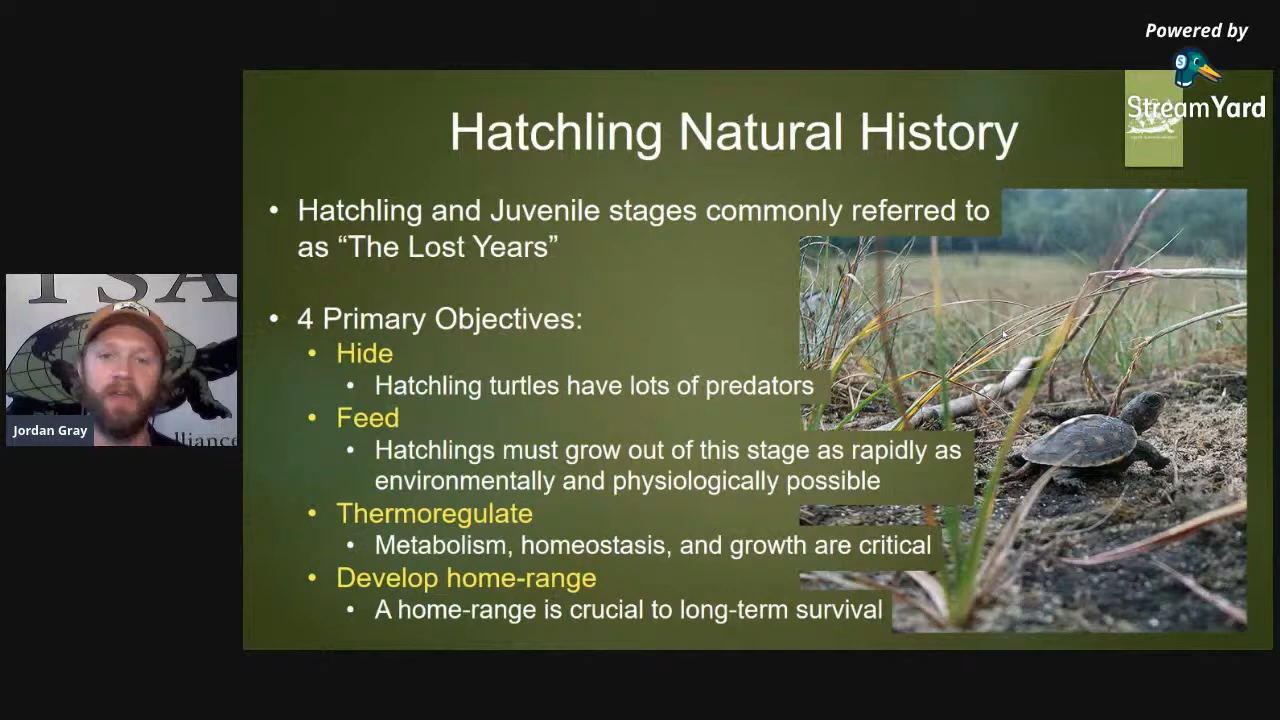 Powered by
StreamYard
Hatchling Natural History
• Hatchling and Juvenile stages commonly referred to
as “The Lost Years”
• 4 Primary Objectives:
• Hide
• Hatchling turtles have lots of predators
• Feed
• Hatchlings must grow out of this stage as rapidly as
environmentally and physiologically possible
• Thermoregulate
• Metabolism, homeostasis, and growth are critical
• Develop home-range
• A home-range is crucial to long-term survival
TSA
Jordan Gray
lliance